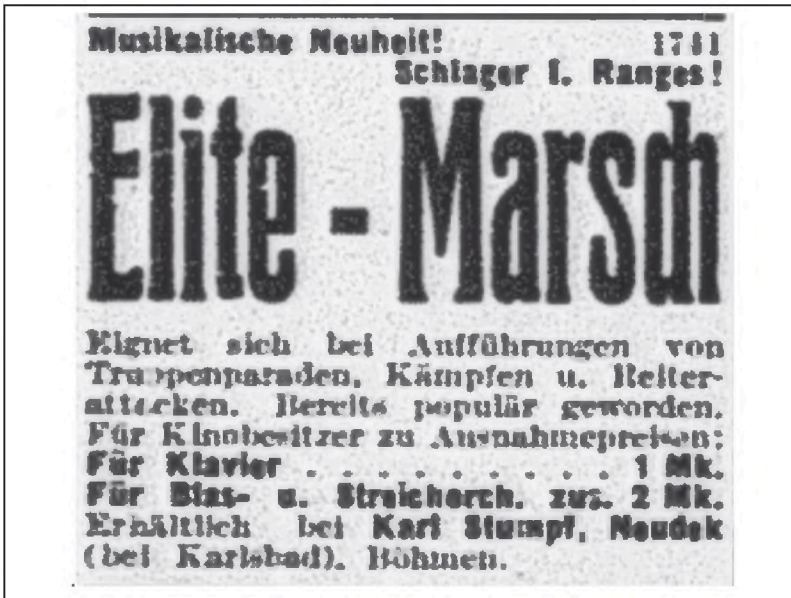 Musikalische Neuheit! 1741
Schlager I. Ranges!
Elite - Marsch
Eignet sich bei Aufführungen von
Truppenparaden, Kämpfen u. Reiter-
attacken. Bereits populär geworden.
Für Kinobesitzer zu Ausnahmepreisen:
Für Klavier . . . . . . . . . . 1 Mk.
Für Blas- u. Streichorch. zus. 2 Mk.
Erhältlich bei Karl Stumpf, Neudek
(bei Karlsbad), Böhmen.